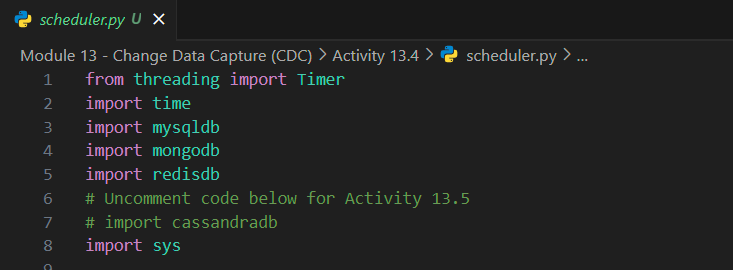 scheduler.py U
Module 13 - Change Data Capture (CDC) > Activity 13.4 > scheduler.py > ...
1 from threading import Timer
2 import time
3 import mysqldb
4 import mongodb
5 import redisdb
6 # Uncomment code below for Activity 13.5
7 # import cassandradb
8 import sys
9